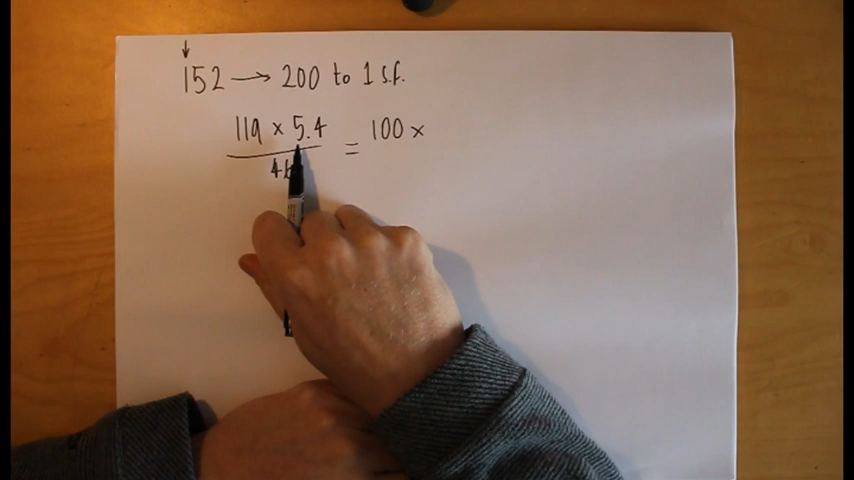 152 → 200 to 1 s.f.
119 × 5.4 = 100 ×